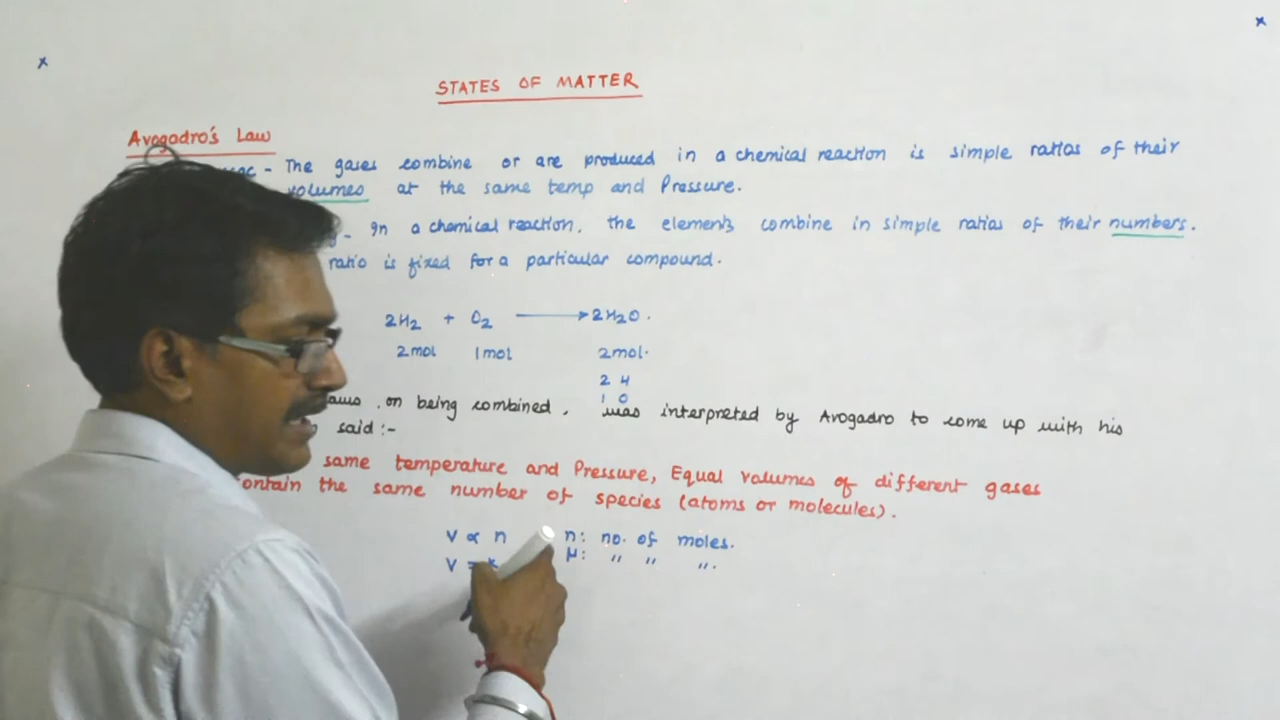 x
x
STATES OF MATTER
Avogadro's Law
- The gases combine or are produced in a chemical reaction is simple ratios of their
volumes at the same temp and Pressure.
- In a chemical reaction, the elements combine in simple ratios of their numbers.
ratio is fixed for a particular compound.
2H2 + O2 → 2H2O.
2mol 1mol 2mol.
2 H
1 O
on being combined, was interpreted by Avogadro to come up with his
said:-
same temperature and Pressure, Equal volumes of different gases
contain the same number of species (atoms or molecules).
V ∝ n n: no. of moles.
V = μ: " " ".